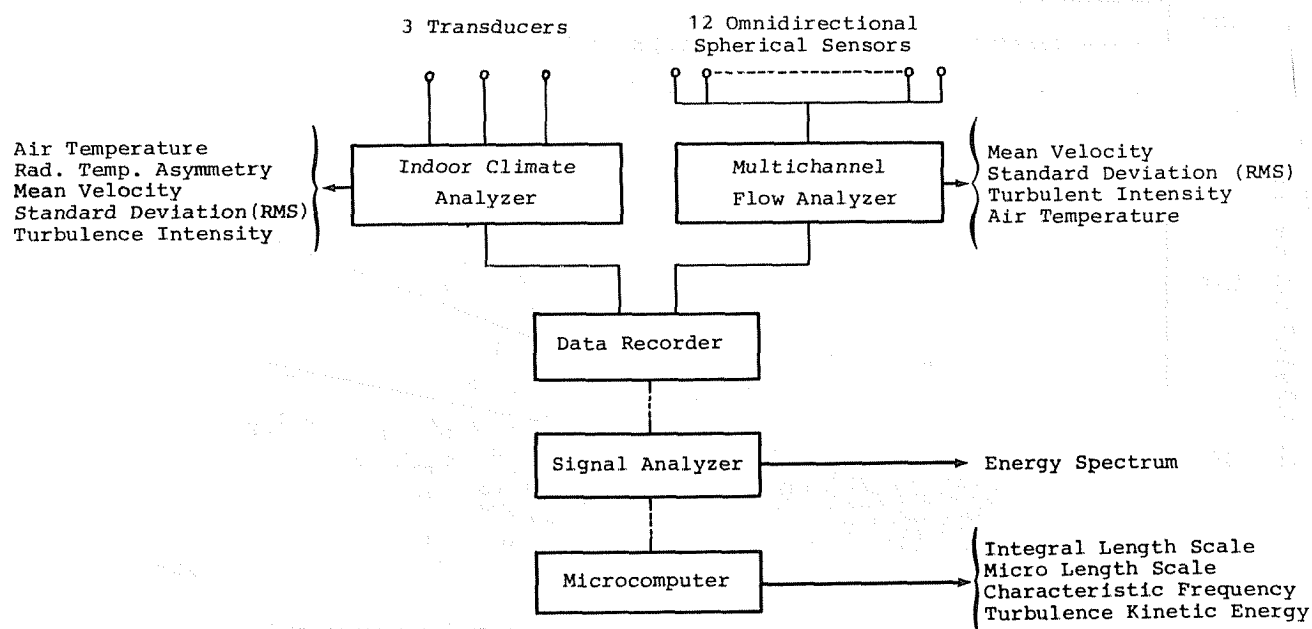 3 Transducers
12 Omnidirectional
Spherical Sensors
Air Temperature
Rad. Temp. Asymmetry
Mean Velocity
Standard Deviation(RMS)
Turbulence Intensity
Indoor Climate
Analyzer
Multichannel
Flow Analyzer
Mean Velocity
Standard Deviation (RMS)
Turbulent Intensity
Air Temperature
Data Recorder
Signal Analyzer
Energy Spectrum
Microcomputer
Integral Length Scale
Micro Length Scale
Characteristic Frequency
Turbulence Kinetic Energy